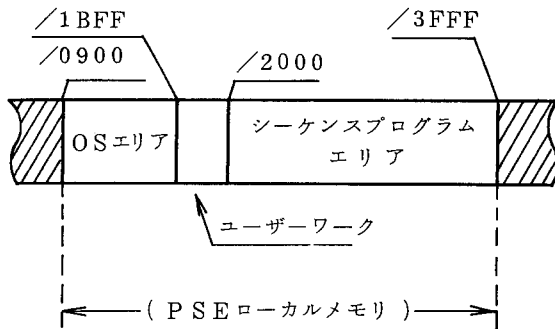 /1BFF
/3FFF
/0900
/2000
OSエリア
シーケンスプログラム
エリア
ユーザーワーク
(PSEローカルメモリ)